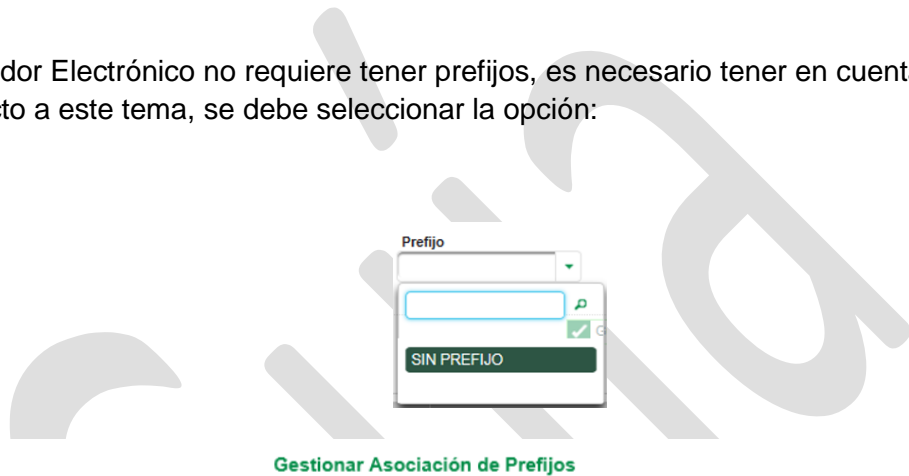 dor Electrónico no requiere tener prefijos, es necesario tener en cuent
cto a este tema, se debe seleccionar la opción:
Prefijo
G
SIN PREFIJO
Gestionar Asociación de Prefijos